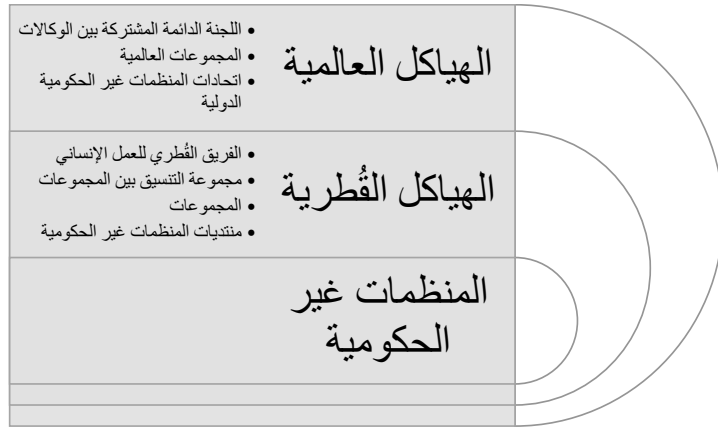 الهياكل العالمية
• اللجنة الدائمة المشتركة بين الوكالات
• المجموعات العالمية
• اتحادات المنظمات غير الحكومية
الدولية
الهياكل القُطرية
• الفريق القُطري للعمل الإنساني
• مجموعة التنسيق بين المجموعات
• المجموعات
• منتديات المنظمات غير الحكومية
المنظمات غير
الحكومية